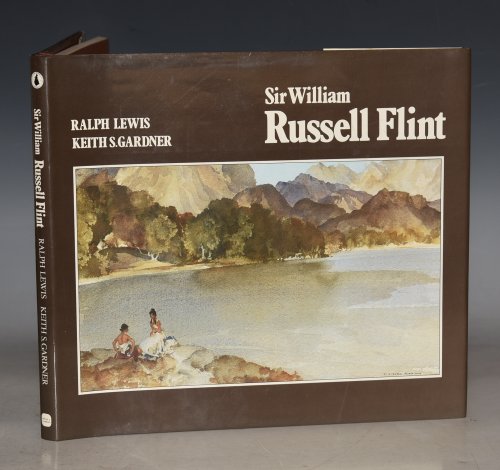 Sir William
Russell Flint
RALPH LEWIS
KEITH S. GARDNER
Sir William Russell Flint RALPH LEWIS KEITH S. GARDNER